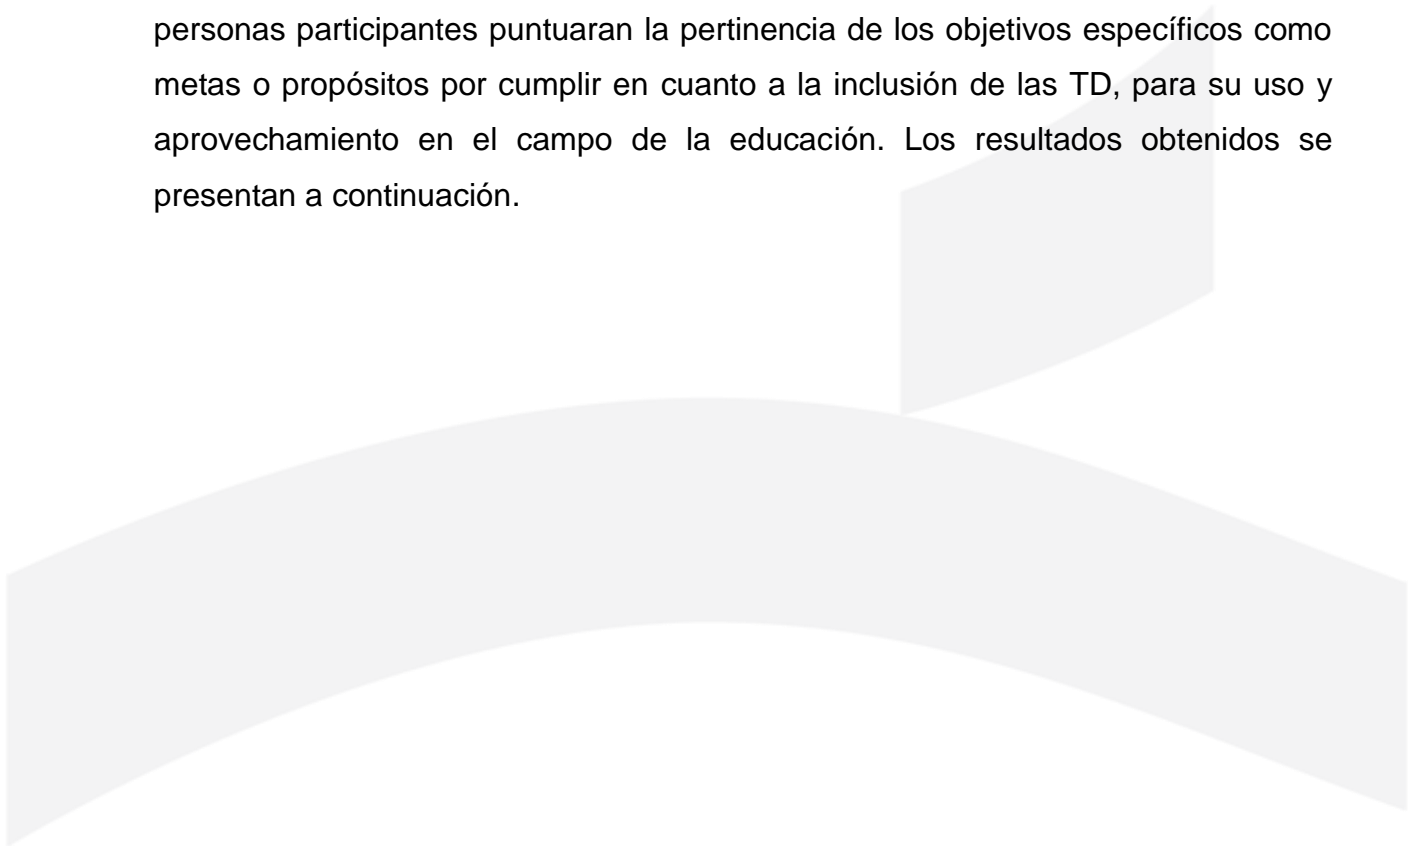 personas participantes puntuaran la pertinencia de los objetivos específicos como
metas o propósitos por cumplir en cuanto a la inclusión de las TD, para su uso y
aprovechamiento en el campo de la educación. Los resultados obtenidos se
presentan a continuación.